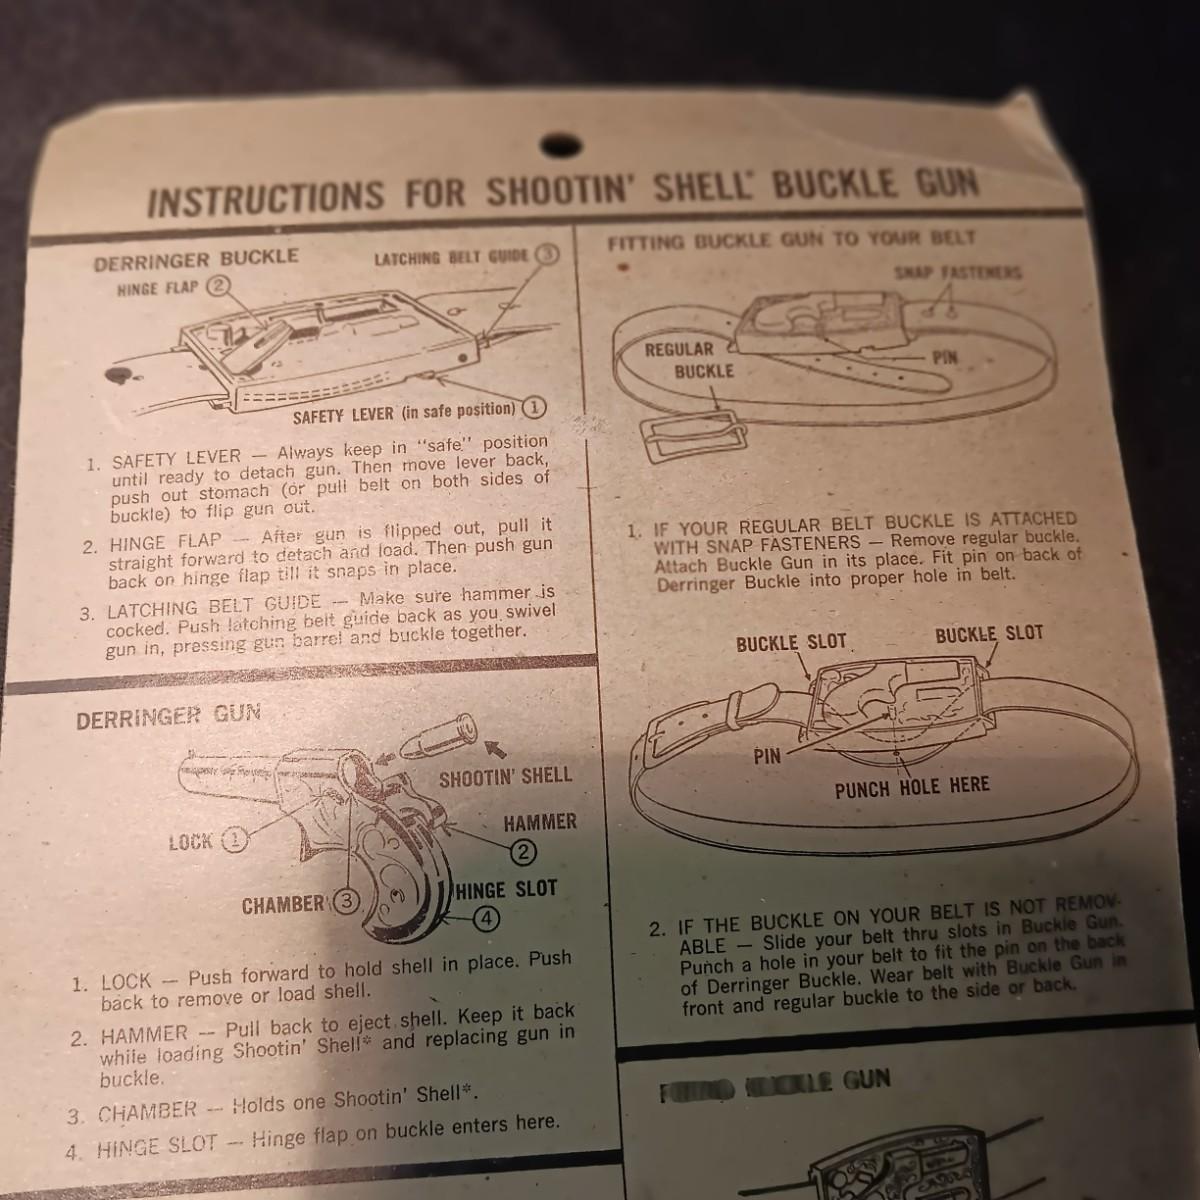 INSTRUCTIONS FOR SHOOTIN' SHELL* BUCKLE GUN
DERRINGER BUCKLE
LATCHING BELT GUIDE 3
HINGE FLAP 2
SAFETY LEVER (in safe position) 1
1. SAFETY LEVER — Always keep in "safe" position
until ready to detach gun. Then move lever back,
push out stomach (or pull belt on both sides of
buckle) to flip gun out.
2. HINGE FLAP — After gun is flipped out, pull it
straight forward to detach and load. Then push gun
back on hinge flap till it snaps in place.
3. LATCHING BELT GUIDE — Make sure hammer is
cocked. Push latching belt guide back as you swivel
gun in, pressing gun barrel and buckle together.
DERRINGER GUN
SHOOTIN' SHELL
LOCK 1
HAMMER
2
CHAMBER 3
HINGE SLOT
4
1. LOCK — Push forward to hold shell in place. Push
back to remove or load shell.
2. HAMMER — Pull back to eject shell. Keep it back
while loading Shootin' Shell* and replacing gun in
buckle.
3. CHAMBER — Holds one Shootin' Shell*.
4. HINGE SLOT — Hinge flap on buckle enters here.
FITTING BUCKLE GUN TO YOUR BELT
SNAP FASTENERS
REGULAR
BUCKLE
PIN
1. IF YOUR REGULAR BELT BUCKLE IS ATTACHED
WITH SNAP FASTENERS — Remove regular buckle.
Attach Buckle Gun in its place. Fit pin on back of
Derringer Buckle into proper hole in belt.
BUCKLE SLOT
BUCKLE SLOT
PIN
PUNCH HOLE HERE
2. IF THE BUCKLE ON YOUR BELT IS NOT REMOV-
ABLE — Slide your belt thru slots in Buckle Gun.
Punch a hole in your belt to fit the pin on the back
of Derringer Buckle. Wear belt with Buckle Gun in
front and regular buckle to the side or back.
BUCKLE GUN